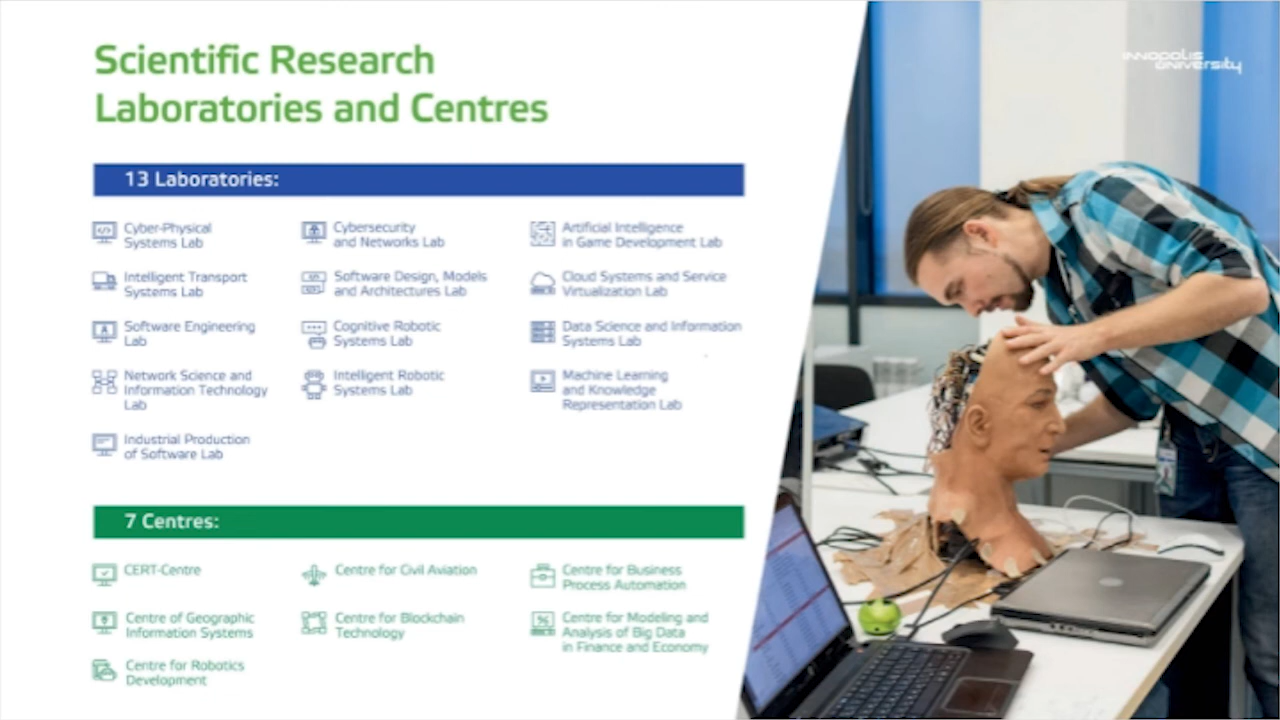 Scientific Research
Laboratories and Centres
INNOPOLIS
UNIVERSITY
13 Laboratories:
Cyber-Physical
Systems Lab
Cybersecurity
and Networks Lab
Artificial Intelligence
in Game Development Lab
Intelligent Transport
Systems Lab
Software Design, Models
and Architectures Lab
Cloud Systems and Service
Virtualization Lab
Software Engineering
Lab
Cognitive Robotic
Systems Lab
Data Science and Information
Systems Lab
Network Science and
Information Technology
Lab
Intelligent Robotic
Systems Lab
Machine Learning
and Knowledge
Representation Lab
Industrial Production
of Software Lab
7 Centres:
CERT-Centre
Centre for Civil Aviation
Centre for Business
Process Automation
Centre of Geographic
Information Systems
Centre for Blockchain
Technology
Centre for Modeling and
Analysis of Big Data
in Finance and Economy
Centre for Robotics
Development